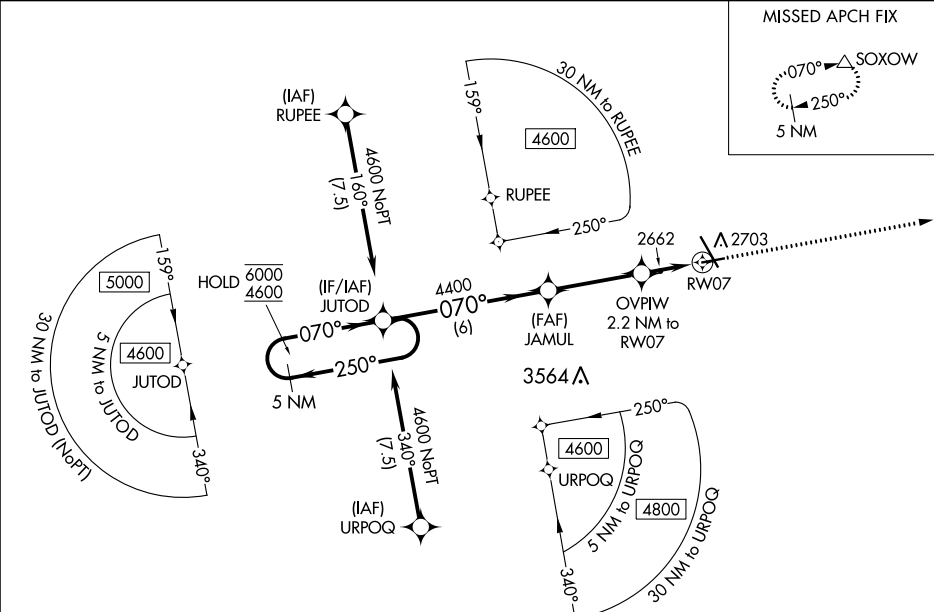 MISSED APCH FIX
SOXOW
070°
250°
5 NM
(IAF)
RUPEE
4600 NoPT
160°
(7.5)
30 NM to RUPEE
159°
4600
RUPEE
250°
2662
2703
RW07
OVPIW
2.2 NM to
RW07
HOLD
6000
4600
(IF/IAF)
JUTOD
4400
070°
(6)
(FAF)
JAMUL
070°
250°
5 NM
3564
159°
5000
4600
JUTOD
5 NM to JUTOD
30 NM to JUTOD (NoPT)
340°
4600 NoPT
340°
(7.5)
(IAF)
URPOQ
250°
4600
URPOQ
5 NM to URPOQ
4800
30 NM to URPOQ
340°